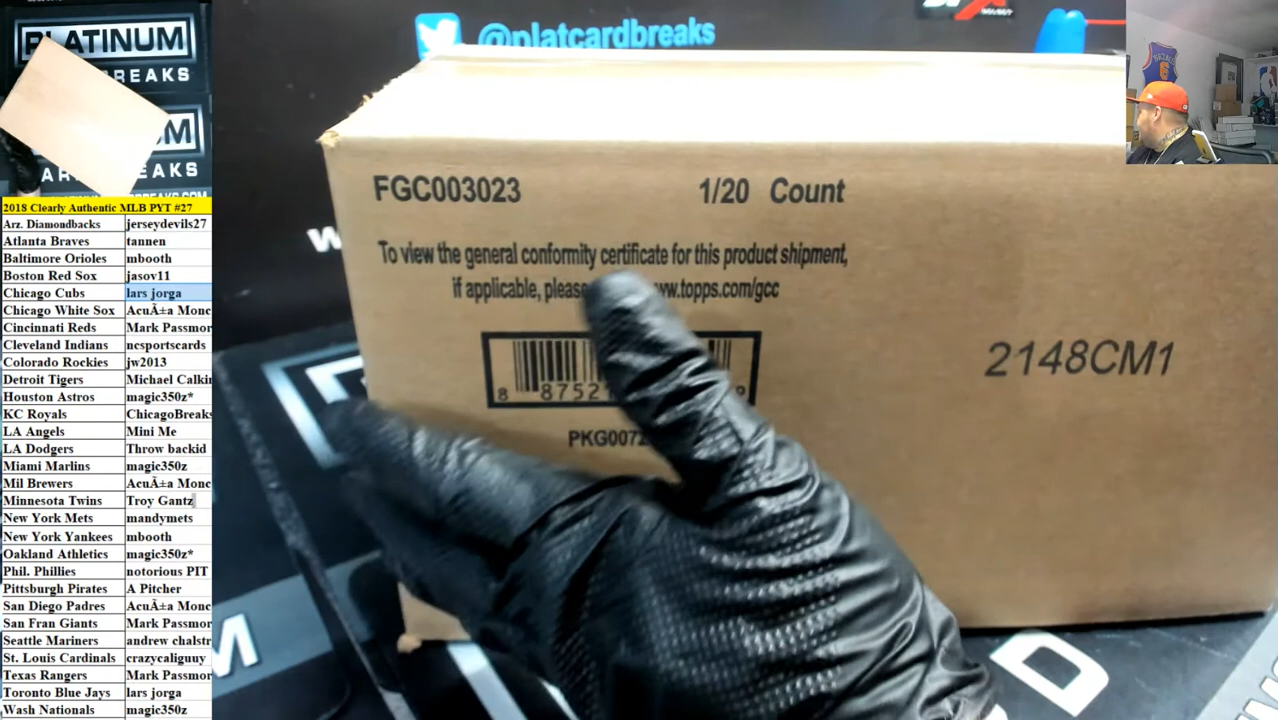 PLATINUM
BREAKS
2018 Clearly Authentic MLB PYT #27
Arz. Diamondbacks jerseydevils27
Atlanta Braves tannen
Baltimore Orioles mbooth
Boston Red Sox jasov11
Chicago Cubs lars jorga
Chicago White Sox AcuÃ±a Monc
Cincinnati Reds Mark Passmor
Cleveland Indians ncsportscards
Colorado Rockies jw2013
Detroit Tigers Michael Calkin
Houston Astros magic350z*
KC Royals ChicagoBreaks
LA Angels Mini Me
LA Dodgers Throw backid
Miami Marlins magic350z
Mil Brewers AcuÃ±a Monc
Minnesota Twins Troy Gantz
New York Mets mandymets
New York Yankees mbooth
Oakland Athletics magic350z*
Phil. Phillies notorious PIT
Pittsburgh Pirates A Pitcher
San Diego Padres AcuÃ±a Monc
San Fran Giants Mark Passmor
Seattle Mariners andrew chalstr
St. Louis Cardinals crazycaliguy
Texas Rangers Mark Passmor
Toronto Blue Jays lars jorga
Wash Nationals magic350z
@platcardbreaks
FGC003023 1/20 Count
To view the general conformity certificate for this product shipment,
if applicable, please www.topps.com/gcc
2148CM1
8 8752
PKG0072